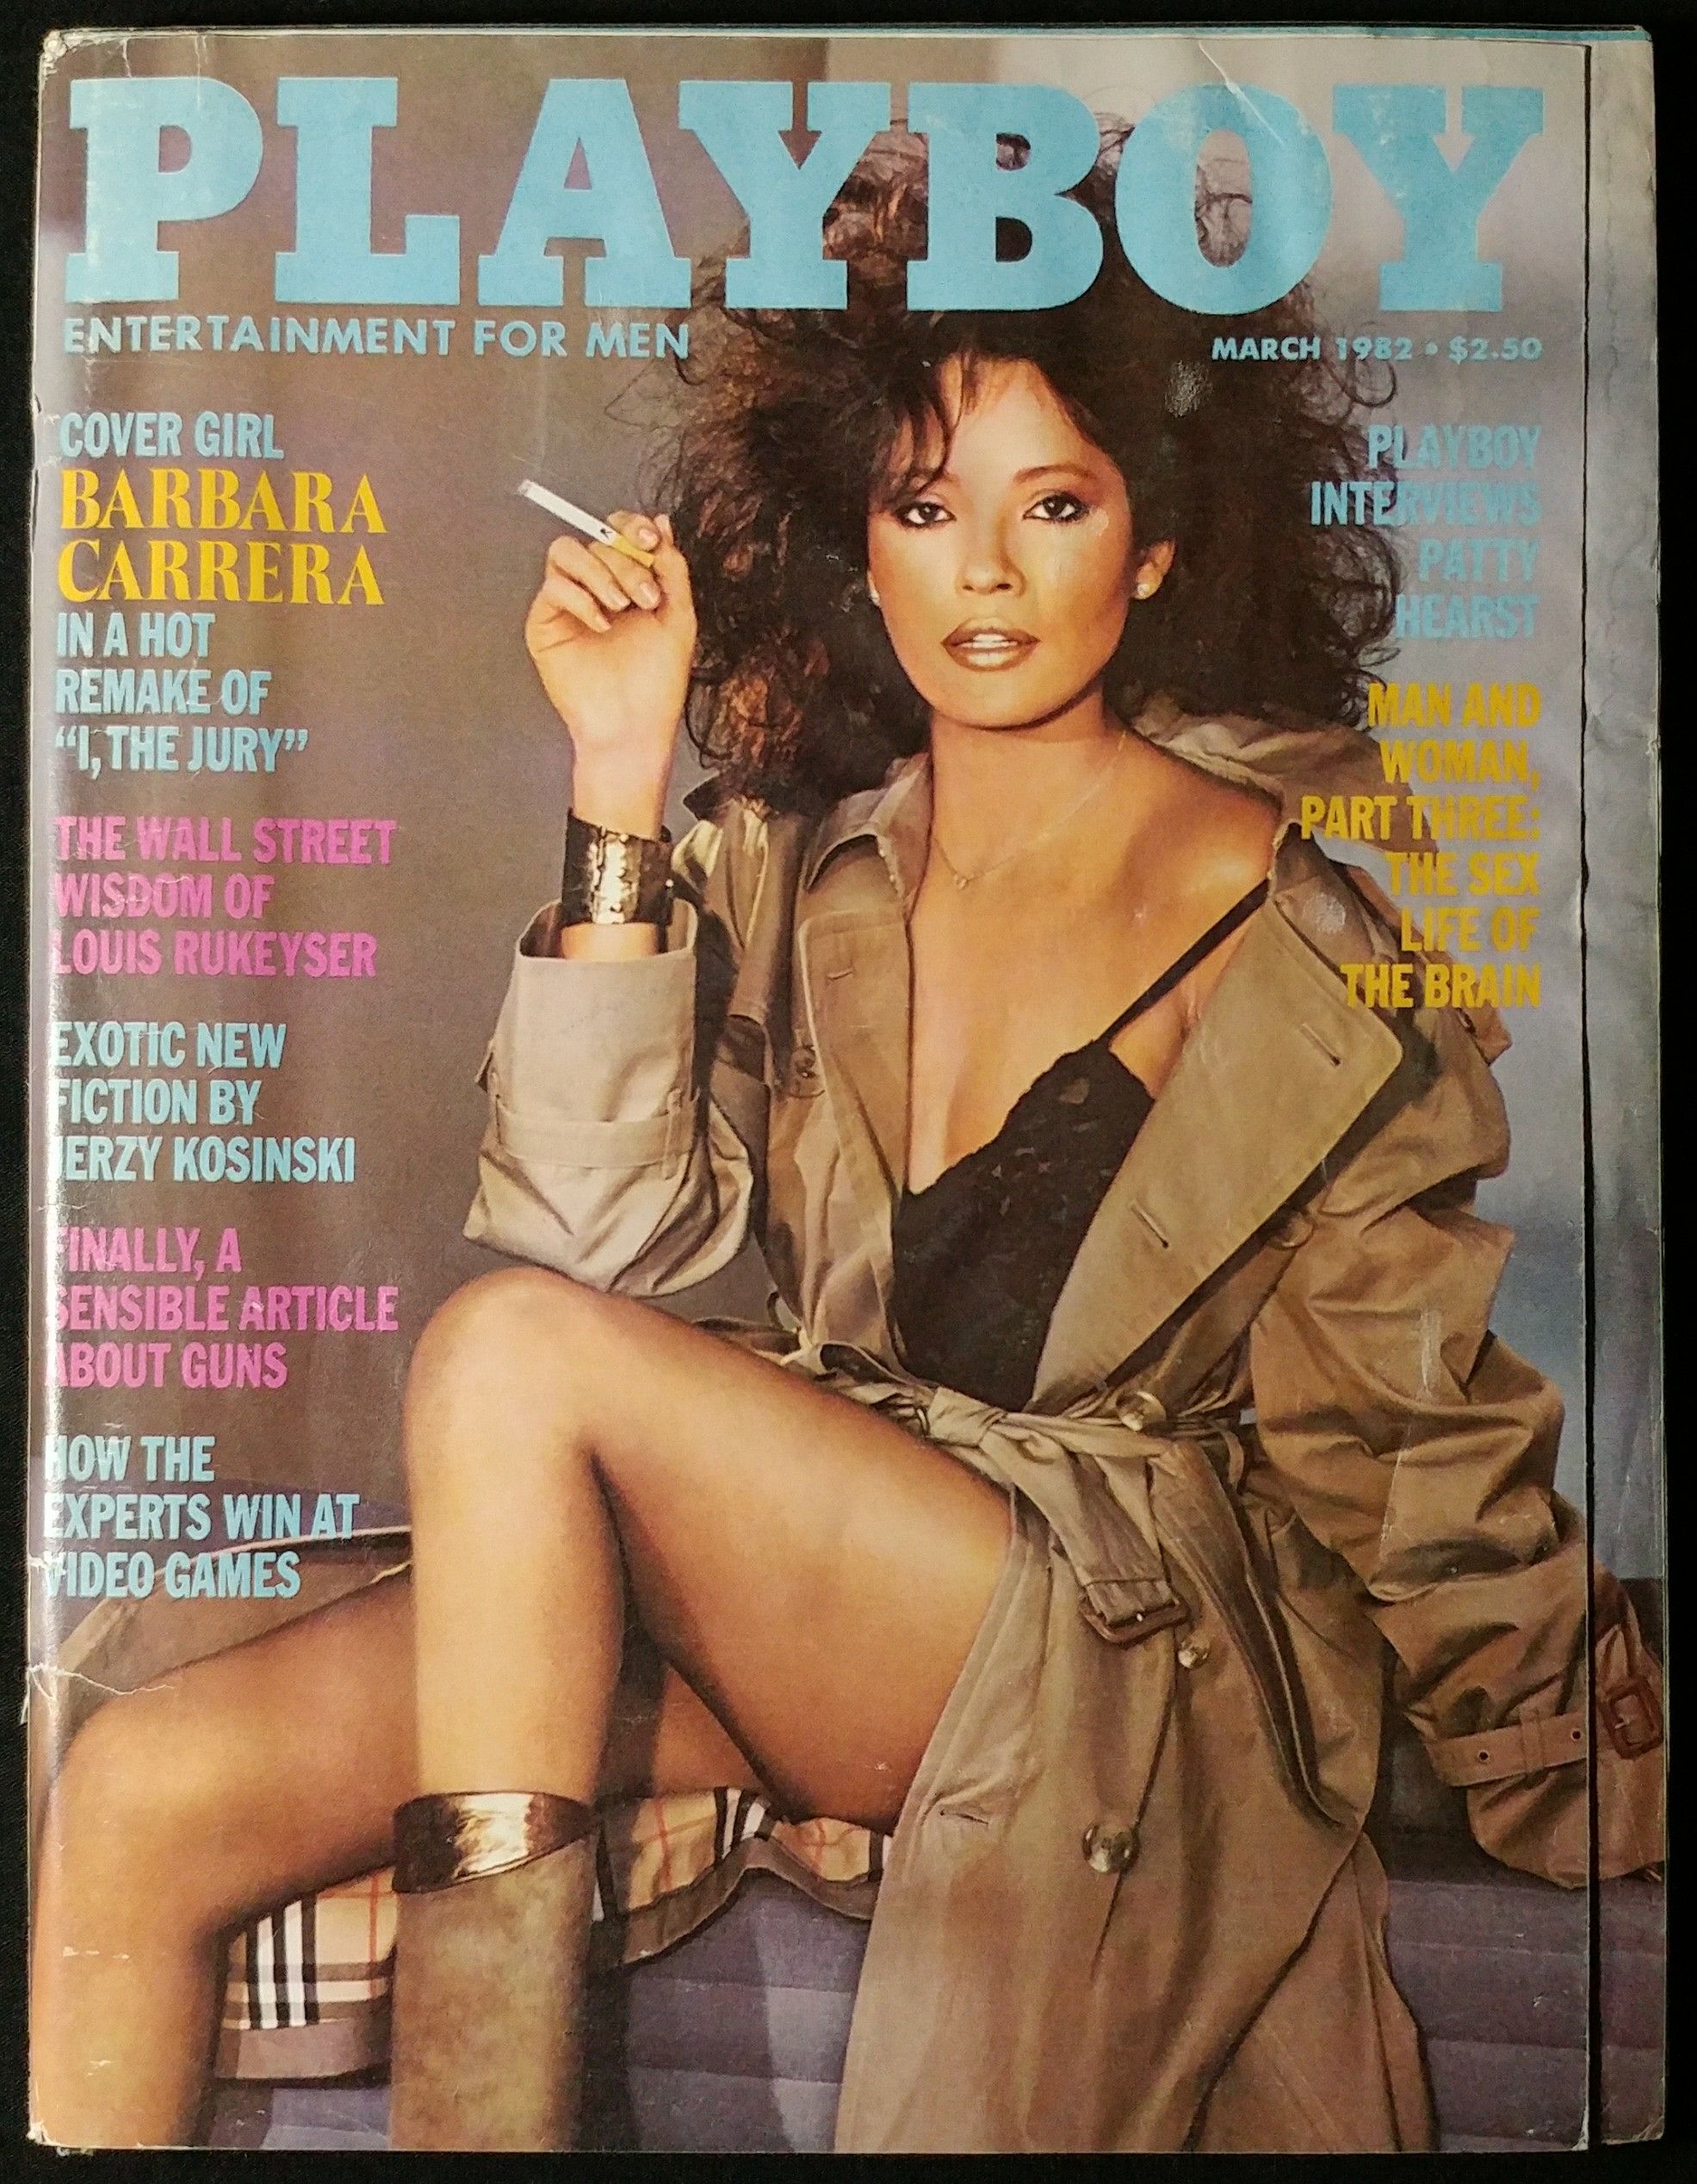 PLAYBOY
ENTERTAINMENT FOR MEN
MARCH 1982 • $2.50
COVER GIRL
BARBARA
CARRERA
IN A HOT
REMAKE OF
“I, THE JURY”
THE WALL STREET
WISDOM OF
LOUIS RUKEYSER
EXOTIC NEW
FICTION BY
JERZY KOSINSKI
FINALLY, A
SENSIBLE ARTICLE
ABOUT GUNS
HOW THE
EXPERTS WIN AT
VIDEO GAMES
PLAYBOY
INTERVIEWS
PATTY
HEARST
MAN AND
WOMAN,
PART THREE:
THE SEX
LIFE OF
THE BRAIN